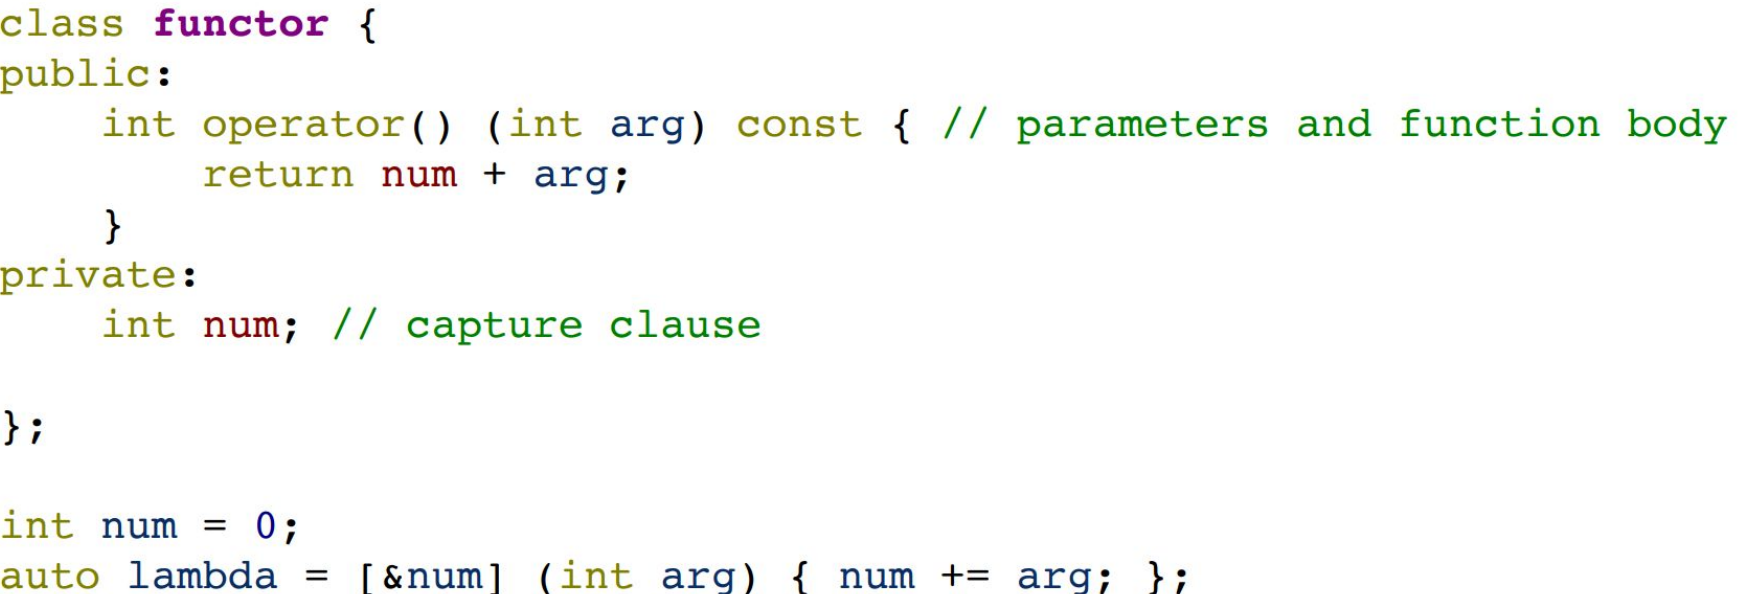 class functor {
public:
    int operator() (int arg) const { // parameters and function body
        return num + arg;
    }
private:
    int num; // capture clause
};
int num = 0;
auto lambda = [&num] (int arg) { num += arg; };